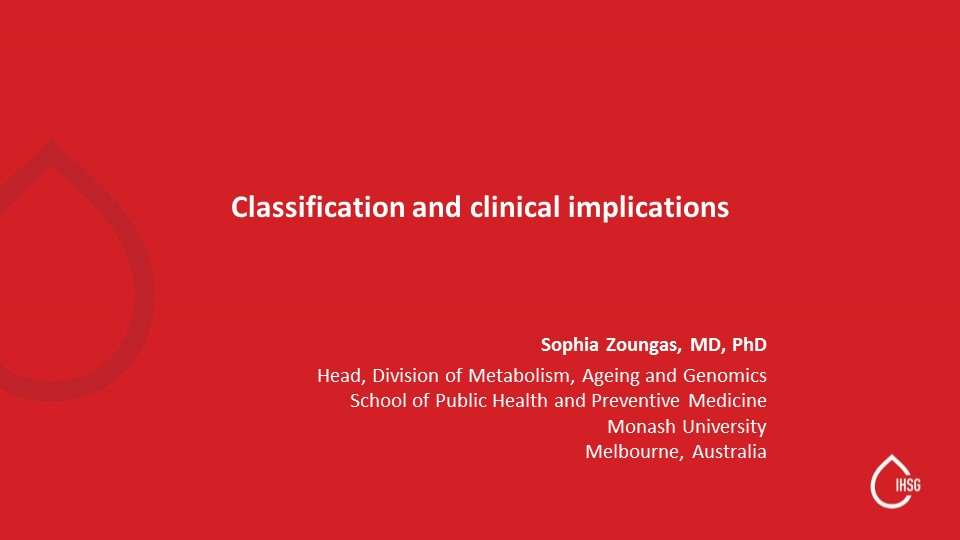 Classification and clinical implications
Sophia Zoungas, MD, PhD
Head, Division of Metabolism, Ageing and Genomics
School of Public Health and Preventive Medicine
Monash University
Melbourne, Australia
IHSG